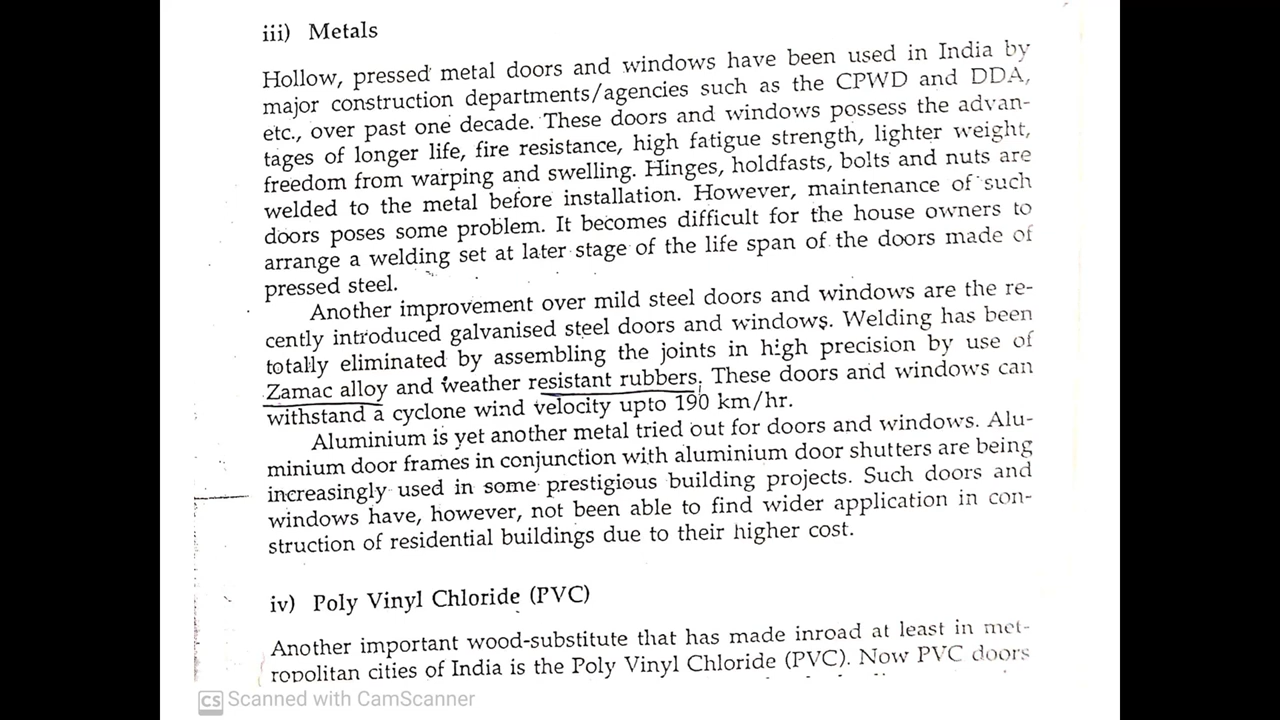 iii) Metals
Hollow, pressed metal doors and windows have been used in India by
major construction departments/agencies such as the CPWD and DDA,
etc., over past one decade. These doors and windows possess the advan-
tages of longer life, fire resistance, high fatigue strength, lighter weight,
freedom from warping and swelling. Hinges, holdfasts, bolts and nuts are
welded to the metal before installation. However, maintenance of such
doors poses some problem. It becomes difficult for the house owners to
arrange a welding set at later stage of the life span of the doors made of
pressed steel.
Another improvement over mild steel doors and windows are the re-
cently introduced galvanised steel doors and windows. Welding has been
totally eliminated by assembling the joints in high precision by use of
Zamac alloy and weather resistant rubbers. These doors and windows can
withstand a cyclone wind velocity upto 190 km/hr.
Aluminium is yet another metal tried out for doors and windows. Alu-
minium door frames in conjunction with aluminium door shutters are being
increasingly used in some prestigious building projects. Such doors and
windows have, however, not been able to find wider application in con-
struction of residential buildings due to their higher cost.
iv) Poly Vinyl Chloride (PVC)
Another important wood-substitute that has made inroad at least in met-
ropolitan cities of India is the Poly Vinyl Chloride (PVC). Now PVC doors
CS Scanned with CamScanner